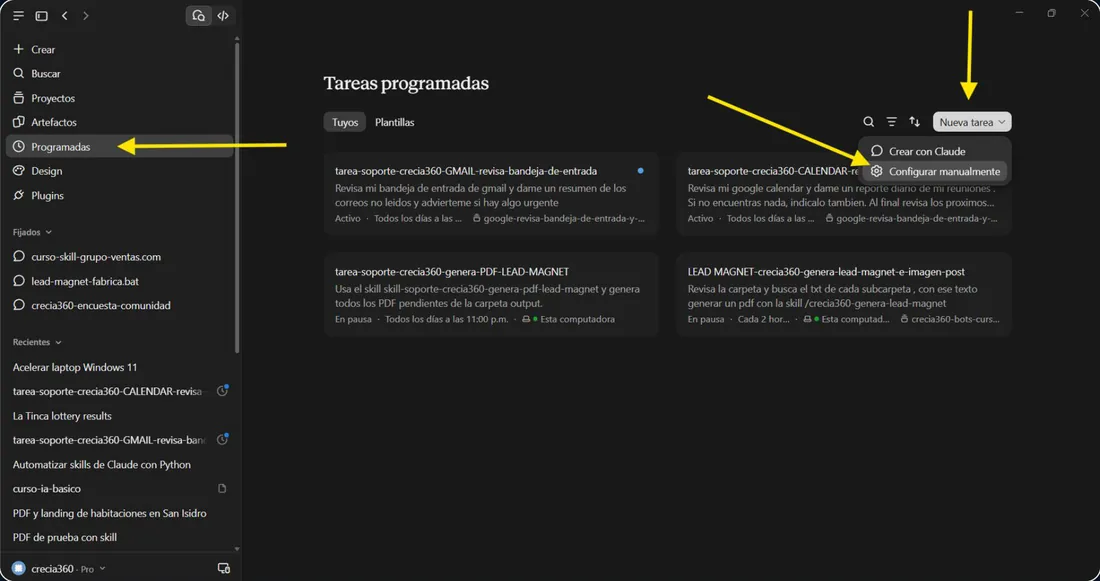 Crear
Buscar
Proyectos
Artefactos
Programadas
Design
Plugins
Fijados
curso-skill-grupo-ventas.com
lead-magnet-fabrica.bat
crecia360-encuesta-comunidad
Recientes
Acelerar laptop Windows 11
tarea-soporte-crecia360-CALENDAR-revisa
La Tinca lottery results
tarea-soporte-crecia360-GMAIL-revisa-ban
Automatizar skills de Claude con Python
curso-ia-basico
PDF y landing de habitaciones en San Isidro
PDF de prueba con skill
crecia360 · Pro
Tareas programadas
Tuyos Plantillas
Nueva tarea
Crear con Claude
Configurar manualmente
tarea-soporte-crecia360-GMAIL-revisa-bandeja-de-entrada
Revisa mi bandeja de entrada de gmail y dame un resumen de los
correos no leidos y advierteme si hay algo urgente
Activo · Todos los días a las ... google-revisa-bandeja-de-entrada-y-...
tarea-soporte-crecia360-CALENDAR-r
Revisa mi google calendar y dame un reporte diario de mi reuniones .
Si no encuentras nada, indicalo tambien. Al final revisa los proximos...
Activo · Todos los días a las ... google-revisa-bandeja-de-entrada-y-...
tarea-soporte-crecia360-genera-PDF-LEAD-MAGNET
Usa el skill skill-soporte-crecia360-genera-pdf-lead-magnet y genera
todos los PDF pendientes de la carpeta output.
En pausa · Todos los días a las 11:00 p.m. · Esta computadora
LEAD MAGNET-crecia360-genera-lead-magnet-e-imagen-post
Revisa la carpeta y busca el txt de cada subcarpeta , con ese texto
generar un pdf con la skill /crecia360-genera-lead-magnet
En pausa · Cada 2 hor... · Esta computad... crecia360-bots-curs...